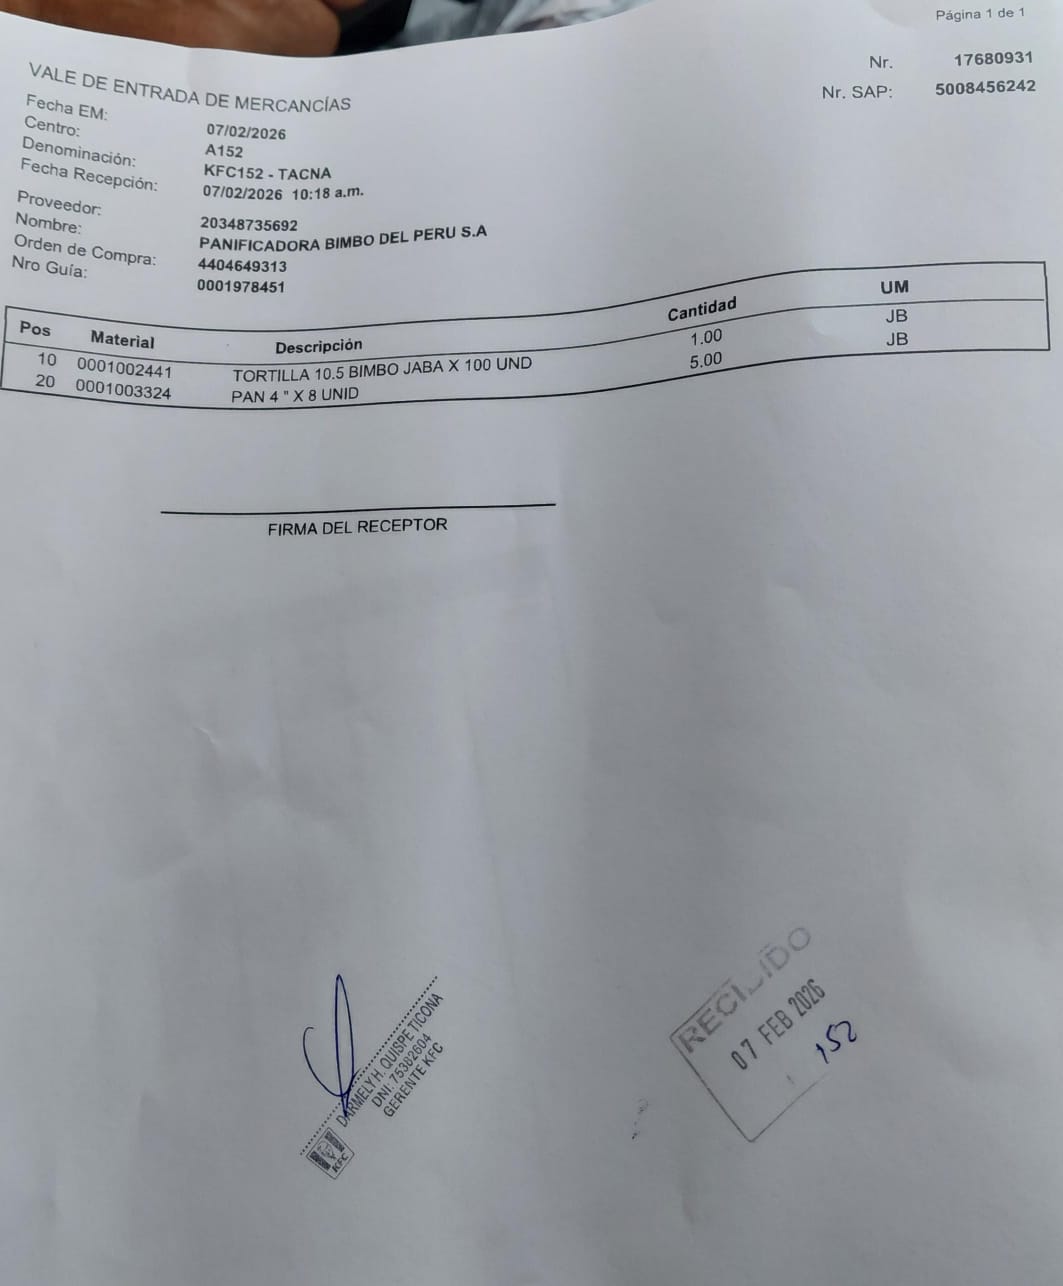 Página 1 de 1
Nr. 17680931
Nr. SAP: 5008456242
VALE DE ENTRADA DE MERCANCÍAS
Fecha EM: 07/02/2026
Centro: A152
Denominación: KFC152 - TACNA
Fecha Recepción: 07/02/2026 10:18 a.m.
Proveedor: 20348735692
Nombre: PANIFICADORA BIMBO DEL PERU S.A
Orden de Compra: 4404649313
Nro Guía: 0001978451
Pos Material Descripción Cantidad UM
10 0001002441 TORTILLA 10.5 BIMBO JABA X 100 UND 1.00 JB
20 0001003324 PAN 4 " X 8 UNID 5.00 JB
FIRMA DEL RECEPTOR
DARMELY H. QUISPE TICONA
DNI: 75382604
GERENTE KFC
KFC
RECIBIDO
07 FEB 2026
152